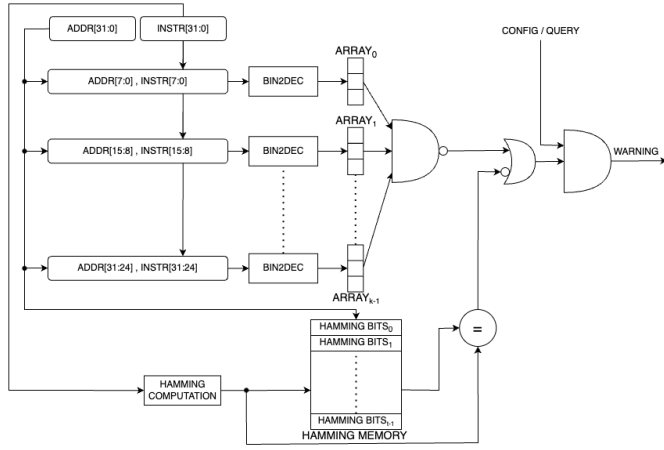 ADDR[31:0]
INSTR[31:0]
CONFIG / QUERY
ARRAY0
ADDR[7:0] , INSTR[7:0]
BIN2DEC
ARRAY1
ADDR[15:8] , INSTR[15:8]
BIN2DEC
WARNING
ADDR[31:24] , INSTR[31:24]
BIN2DEC
ARRAYk-1
HAMMING BITS0
HAMMING BITS1
=
HAMMING
COMPUTATION
HAMMING BITSt-1
HAMMING MEMORY